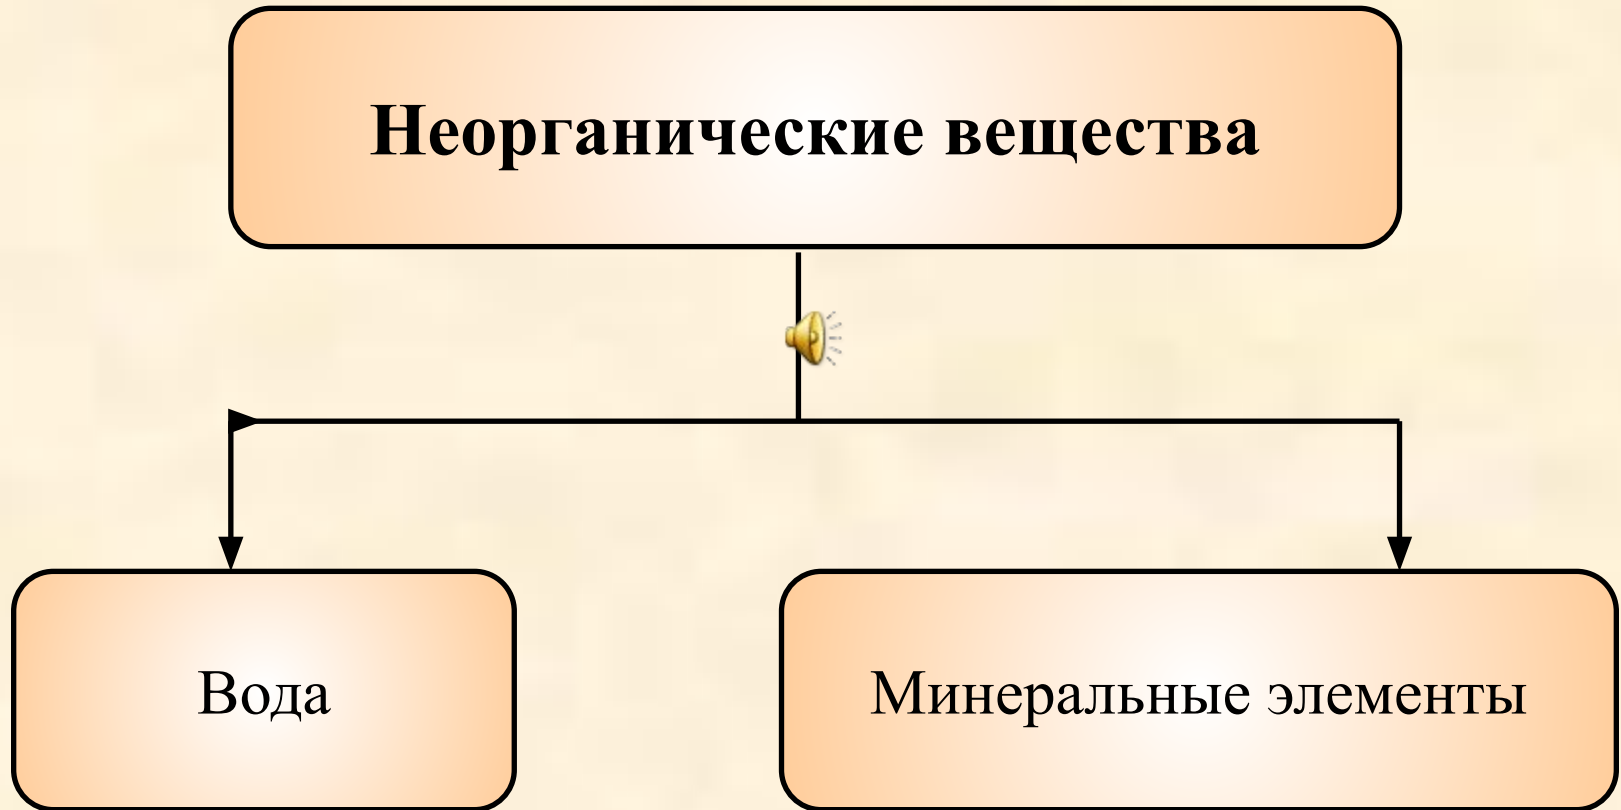 Неорганические вещества
Вода
Минеральные элементы